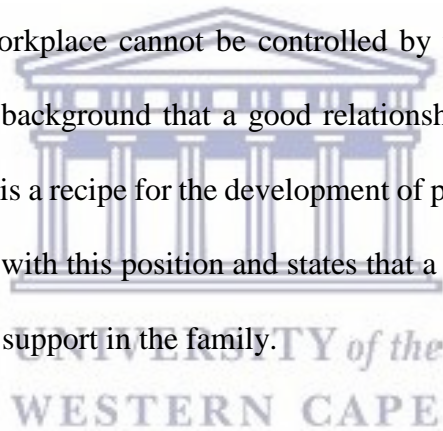 orkplace cannot be controlled by
background that a good relationsh
is a recipe for the development of p
with this position and states that a
support in the family.
UNIVERSITY of the
WESTERN CAPE